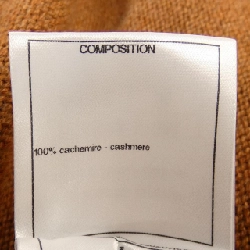 COMPOSITION
100% cachemire - cashmere